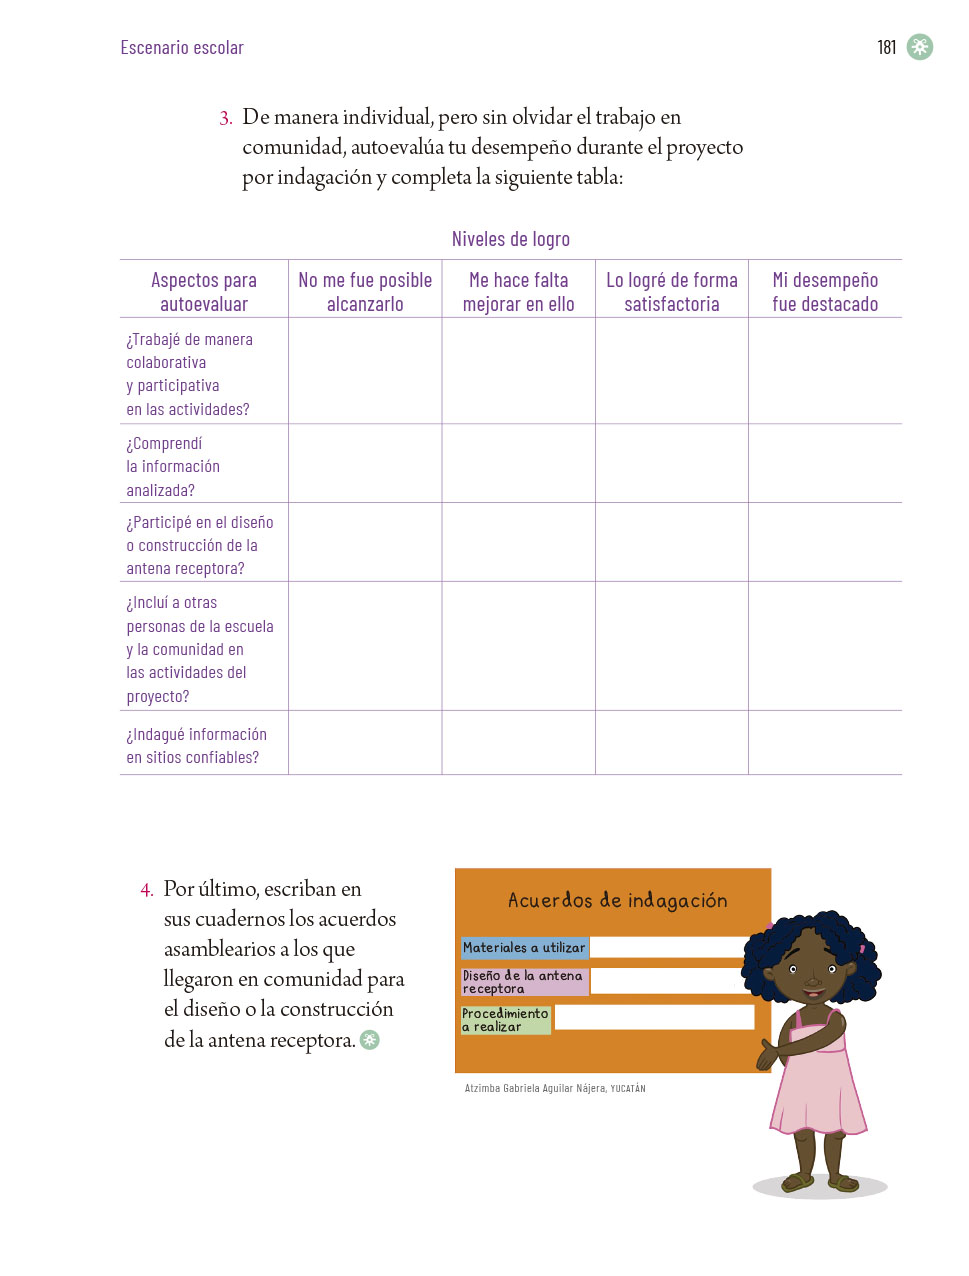 Escenario escolar
181
3. De manera individual, pero sin olvidar el trabajo en
comunidad, autoevalúa tu desempeño durante el proyecto
por indagación y completa la siguiente tabla:
Niveles de logro
Aspectos para
autoevaluar
No me fue posible
alcanzarlo
Me hace falta
mejorar en ello
Lo logré de forma
satisfactoria
Mi desempeño
fue destacado
¿Trabajé de manera
colaborativa
y participativa
en las actividades?
¿Comprendí
la información
analizada?
¿Participé en el diseño
o construcción de la
antena receptora?
¿Incluí a otras
personas de la escuela
y la comunidad en
las actividades del
proyecto?
¿Indagué información
en sitios confiables?
4. Por último, escriban en
sus cuadernos los acuerdos
asamblearios a los que
llegaron en comunidad para
el diseño o la construcción
de la antena receptora.
Acuerdos de indagación
Materiales a utilizar
Diseño de la antena
receptora
Procedimiento
a realizar
Atzimba Gabriela Aguilar Nájera, YUCATÁN